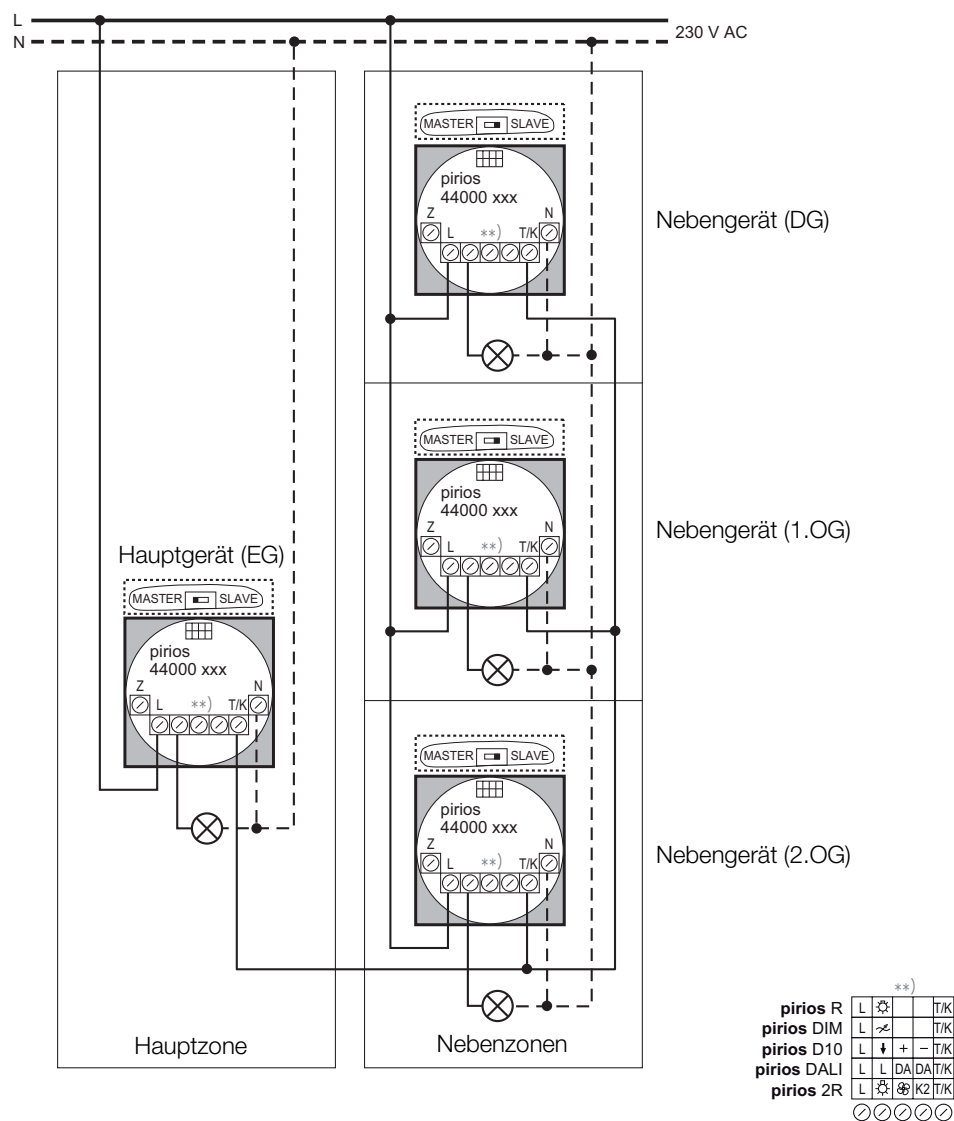 L
N
230 V AC
MASTER SLAVE
pirios
44000 xxx
Z N
L **) T/K
Nebengerät (DG)
MASTER SLAVE
pirios
44000 xxx
Z N
L **) T/K
Nebengerät (1.OG)
Hauptgerät (EG)
MASTER SLAVE
pirios
44000 xxx
Z N
L **) T/K
MASTER SLAVE
pirios
44000 xxx
Z N
L **) T/K
Nebengerät (2.OG)
Hauptzone
Nebenzonen
**)
pirios R L T/K
pirios DIM L T/K
pirios D10 L + − T/K
pirios DALI L L DA DA T/K
pirios 2R L K2 T/K